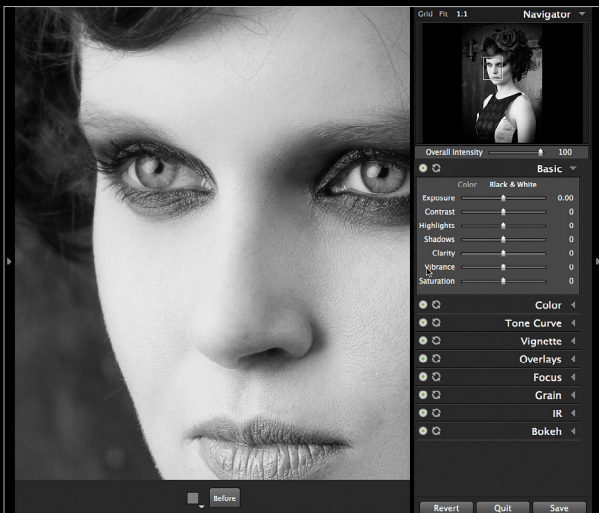 Grid Fit 1:1 Navigator
Overall Intensity 100
Basic
Color Black & White
Exposure 0.00
Contrast 0
Highlights 0
Shadows 0
Clarity 0
Vibrance 0
Saturation 0
Color
Tone Curve
Vignette
Overlays
Focus
Grain
IR
Bokeh
Before
Revert Quit Save